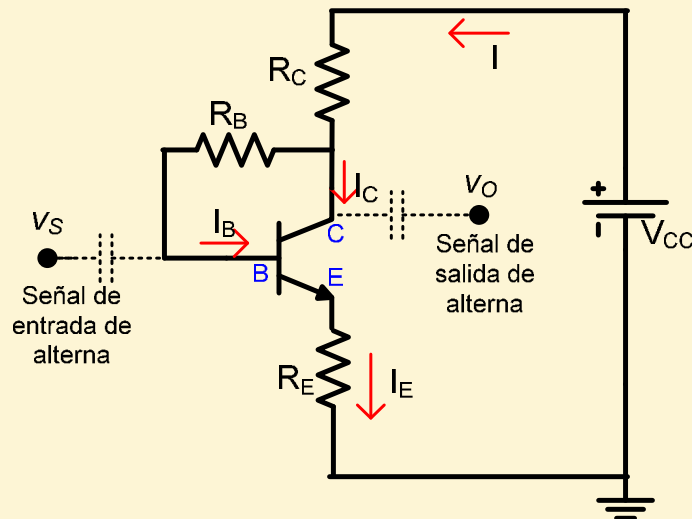 I
R_C
R_B
I_C
v_O
v_S
I_B
C
+
-
V_CC
B
E
Señal de
salida de
alterna
Señal de
entrada de
alterna
R_E
I_E